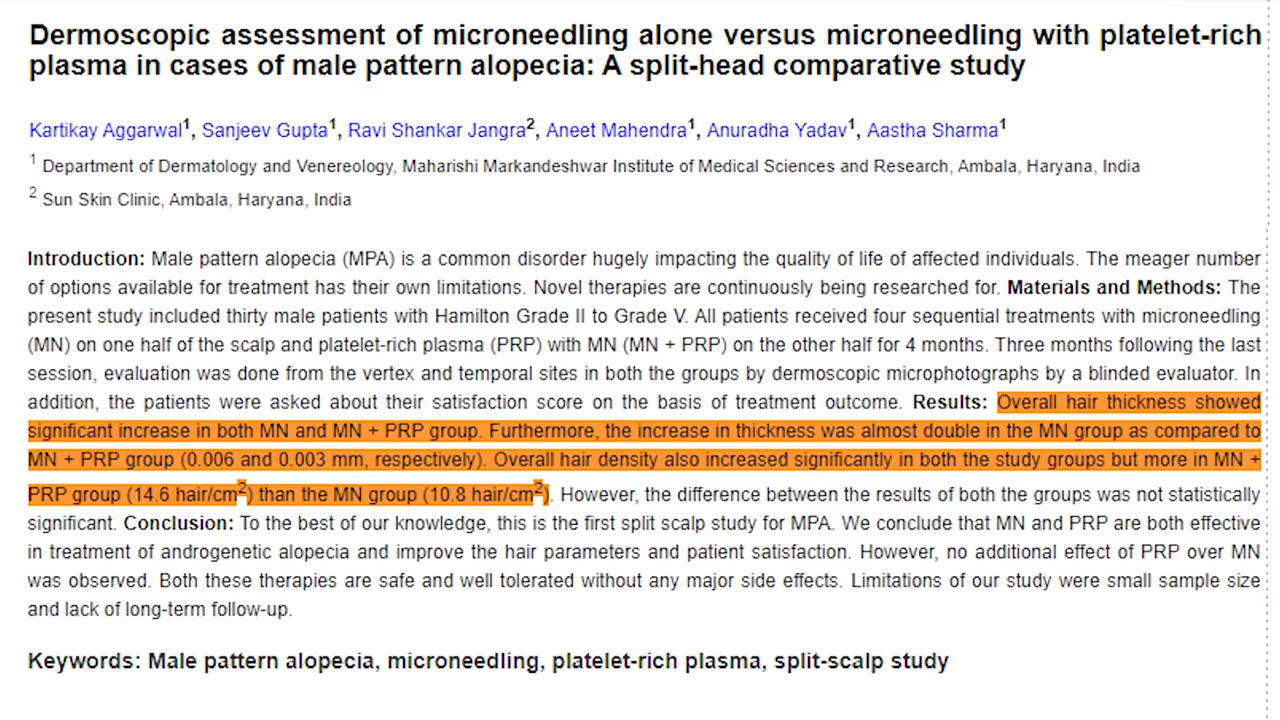 Dermoscopic assessment of microneedling alone versus microneedling with platelet-rich
plasma in cases of male pattern alopecia: A split-head comparative study
Kartikay Aggarwal1, Sanjeev Gupta1, Ravi Shankar Jangra2, Aneet Mahendra1, Anuradha Yadav1, Aastha Sharma1
1 Department of Dermatology and Venereology, Maharishi Markandeshwar Institute of Medical Sciences and Research, Ambala, Haryana, India
2 Sun Skin Clinic, Ambala, Haryana, India
Introduction: Male pattern alopecia (MPA) is a common disorder hugely impacting the quality of life of affected individuals. The meager number
of options available for treatment has their own limitations. Novel therapies are continuously being researched for. Materials and Methods: The
present study included thirty male patients with Hamilton Grade II to Grade V. All patients received four sequential treatments with microneedling
(MN) on one half of the scalp and platelet-rich plasma (PRP) with MN (MN + PRP) on the other half for 4 months. Three months following the last
session, evaluation was done from the vertex and temporal sites in both the groups by dermoscopic microphotographs by a blinded evaluator. In
addition, the patients were asked about their satisfaction score on the basis of treatment outcome. Results: Overall hair thickness showed
significant increase in both MN and MN + PRP group. Furthermore, the increase in thickness was almost double in the MN group as compared to
MN + PRP group (0.006 and 0.003 mm, respectively). Overall hair density also increased significantly in both the study groups but more in MN +
PRP group (14.6 hair/cm2) than the MN group (10.8 hair/cm2). However, the difference between the results of both the groups was not statistically
significant. Conclusion: To the best of our knowledge, this is the first split scalp study for MPA. We conclude that MN and PRP are both effective
in treatment of androgenetic alopecia and improve the hair parameters and patient satisfaction. However, no additional effect of PRP over MN
was observed. Both these therapies are safe and well tolerated without any major side effects. Limitations of our study were small sample size
and lack of long-term follow-up.
Keywords: Male pattern alopecia, microneedling, platelet-rich plasma, split-scalp study